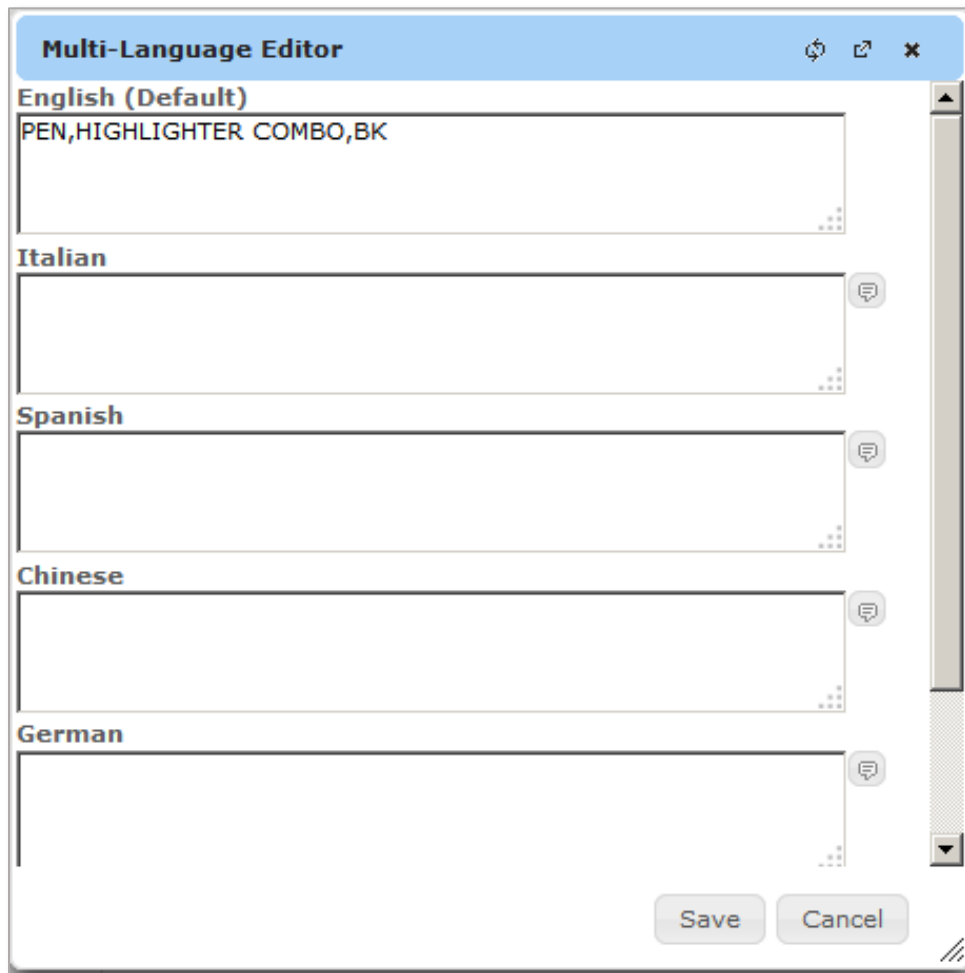 Multi-Language Editor
English (Default)
PEN,HIGHLIGHTER COMBO,BK
Italian
Spanish
Chinese
German
Save Cancel